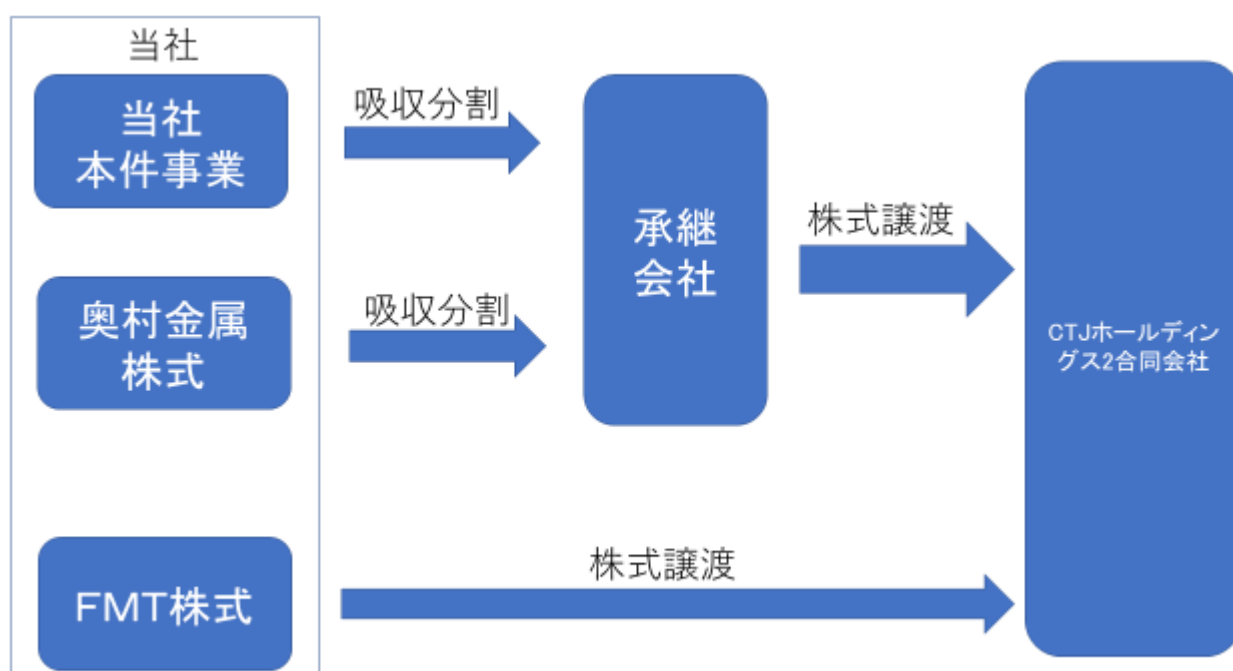 当社
当社
本件事業
吸収分割
奥村金属
株式
吸収分割
承継
会社
株式譲渡
CTJホールディン
グス2合同会社
FMT株式
株式譲渡